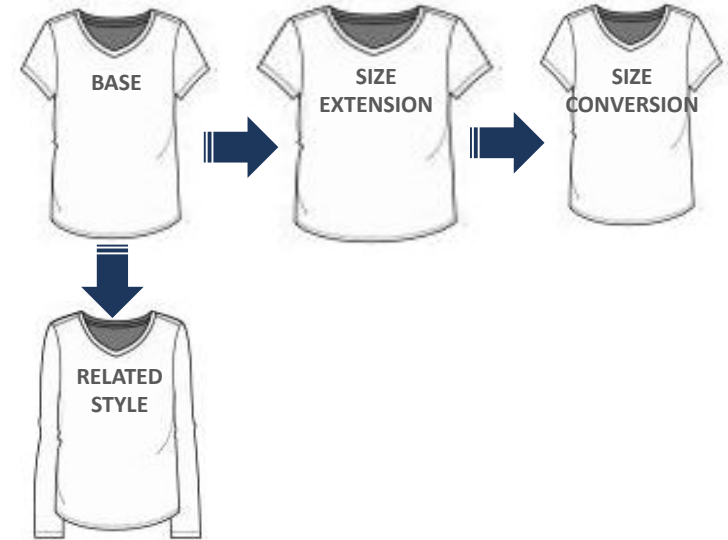 BASE
SIZE
EXTENSION
SIZE
CONVERSION
RELATED
STYLE